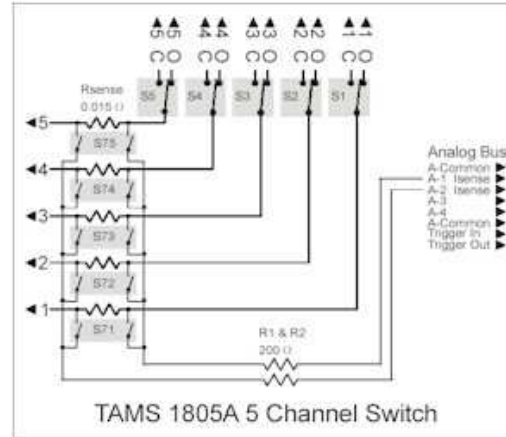 5 C
5 O
4 C
4 O
3 C
3 O
2 C
2 O
1 C
1 O
S5
S4
S3
S2
S1
Rsense
0.015 Ω
5
S75
4
S74
3
S73
2
S72
1
S71
Analog Bus
A-Common
A-1 Isense
A-2 Isense
A-3
A-4
A-Common
Trigger In
Trigger Out
R1 & R2
200 Ω
TAMS 1805A 5 Channel Switch